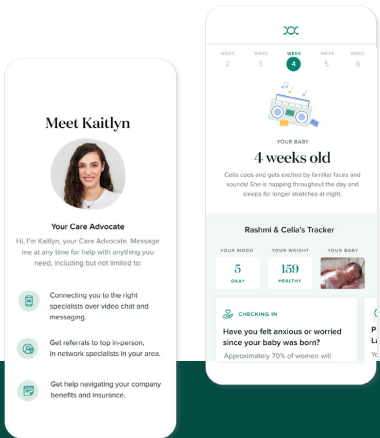 Meet Kaitlyn
Your Care Advocate
Hi, I'm Kaitlyn, your Care Advocate. Message
me at any time for help with anything you
need, including but not limited to:
Connecting you to the right
specialists over video chat and
messaging.
Get referrals to top in-person,
in-network specialists in your area.
Get help navigating your company
benefits and insurance.
WEEK WEEK WEEK WEEK WEEK
2 3 4 5 6
YOUR BABY
4 weeks old
Celia coos and gets excited by familiar faces and
sounds! She is napping throughout the day and
sleeps for longer stretches at night.
Rashmi & Celia's Tracker
YOUR MOOD YOUR WEIGHT YOUR BABY
5 159
OKAY HEALTHY
CHECKING IN
Have you felt anxious or worried
since your baby was born?
Approximately 70% of women will